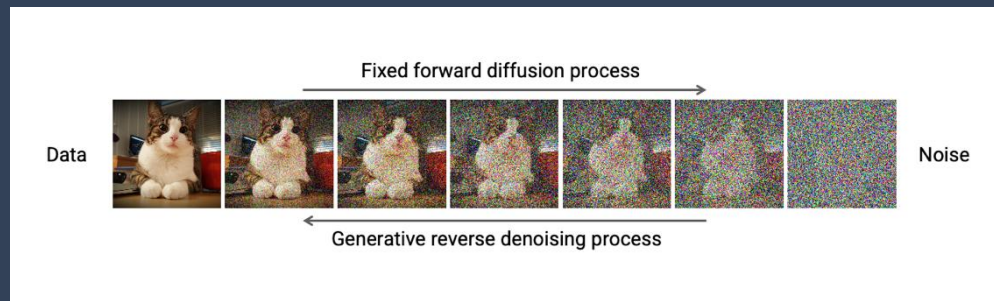 Fixed forward diffusion process
Data
Noise
Generative reverse denoising process